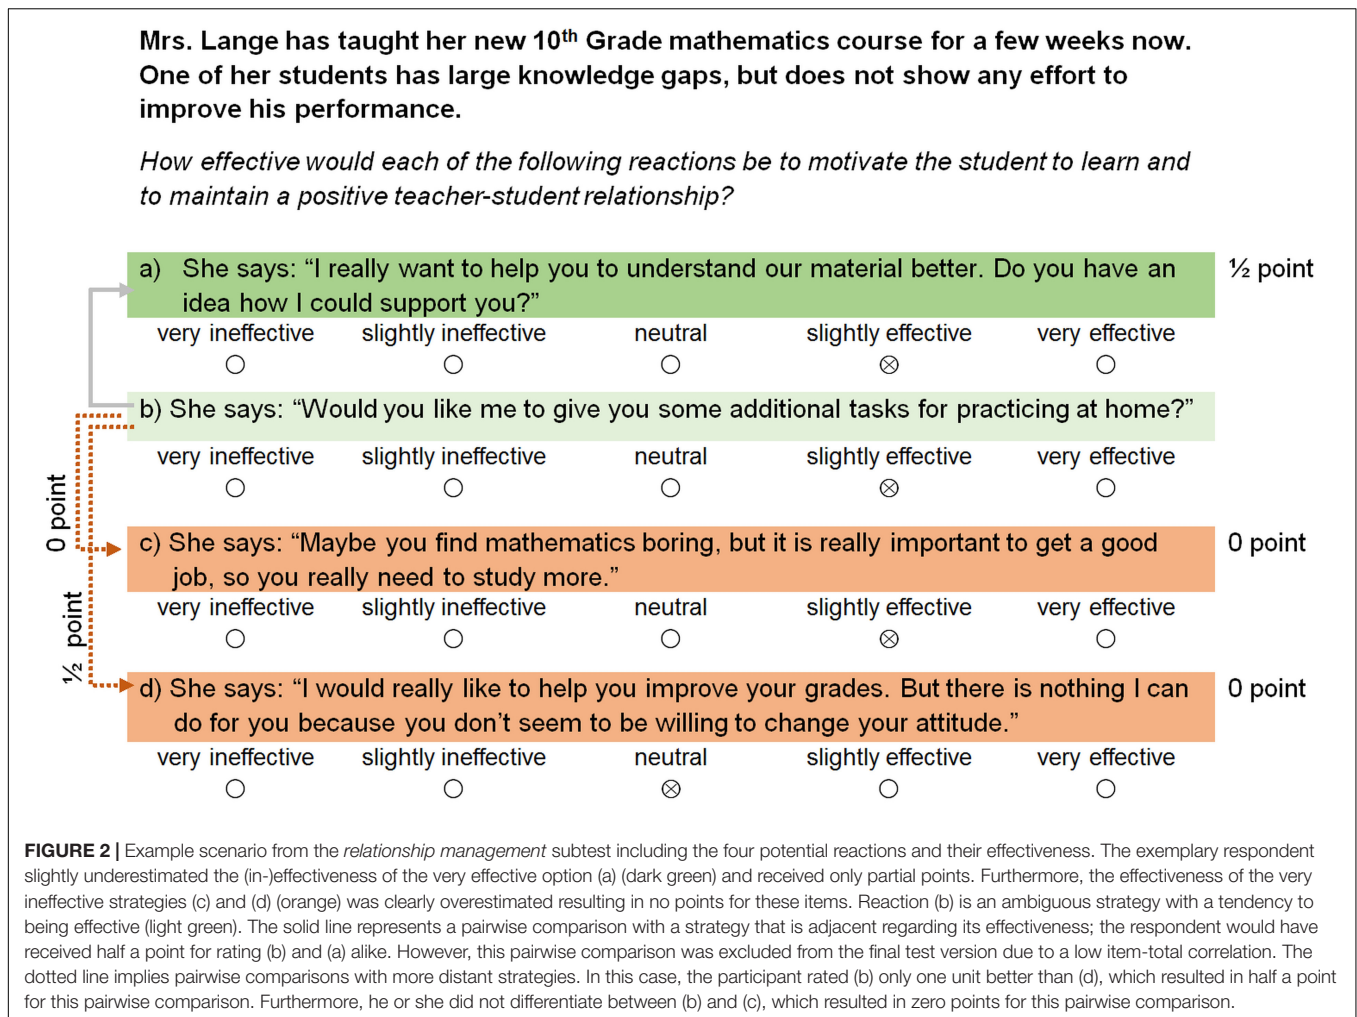 Mrs. Lange has taught her new 10th Grade mathematics course for a few weeks now.
One of her students has large knowledge gaps, but does not show any effort to
improve his performance.
How effective would each of the following reactions be to motivate the student to learn and
to maintain a positive teacher-student relationship?
a) She says: “I really want to help you to understand our material better. Do you have an
idea how I could support you?”
½ point
very ineffective slightly ineffective neutral slightly effective very effective
b) She says: “Would you like me to give you some additional tasks for practicing at home?”
very ineffective slightly ineffective neutral slightly effective very effective
0 point
c) She says: “Maybe you find mathematics boring, but it is really important to get a good
job, so you really need to study more.”
0 point
very ineffective slightly ineffective neutral slightly effective very effective
½ point
d) She says: “I would really like to help you improve your grades. But there is nothing I can
do for you because you don’t seem to be willing to change your attitude.”
0 point
very ineffective slightly ineffective neutral slightly effective very effective
FIGURE 2 | Example scenario from the relationship management subtest including the four potential reactions and their effectiveness. The exemplary respondent
slightly underestimated the (in-)effectiveness of the very effective option (a) (dark green) and received only partial points. Furthermore, the effectiveness of the very
ineffective strategies (c) and (d) (orange) was clearly overestimated resulting in no points for these items. Reaction (b) is an ambiguous strategy with a tendency to
being effective (light green). The solid line represents a pairwise comparison with a strategy that is adjacent regarding its effectiveness; the respondent would have
received half a point for rating (b) and (a) alike. However, this pairwise comparison was excluded from the final test version due to a low item-total correlation. The
dotted line implies pairwise comparisons with more distant strategies. In this case, the participant rated (b) only one unit better than (d), which resulted in half a point
for this pairwise comparison. Furthermore, he or she did not differentiate between (b) and (c), which resulted in zero points for this pairwise comparison.